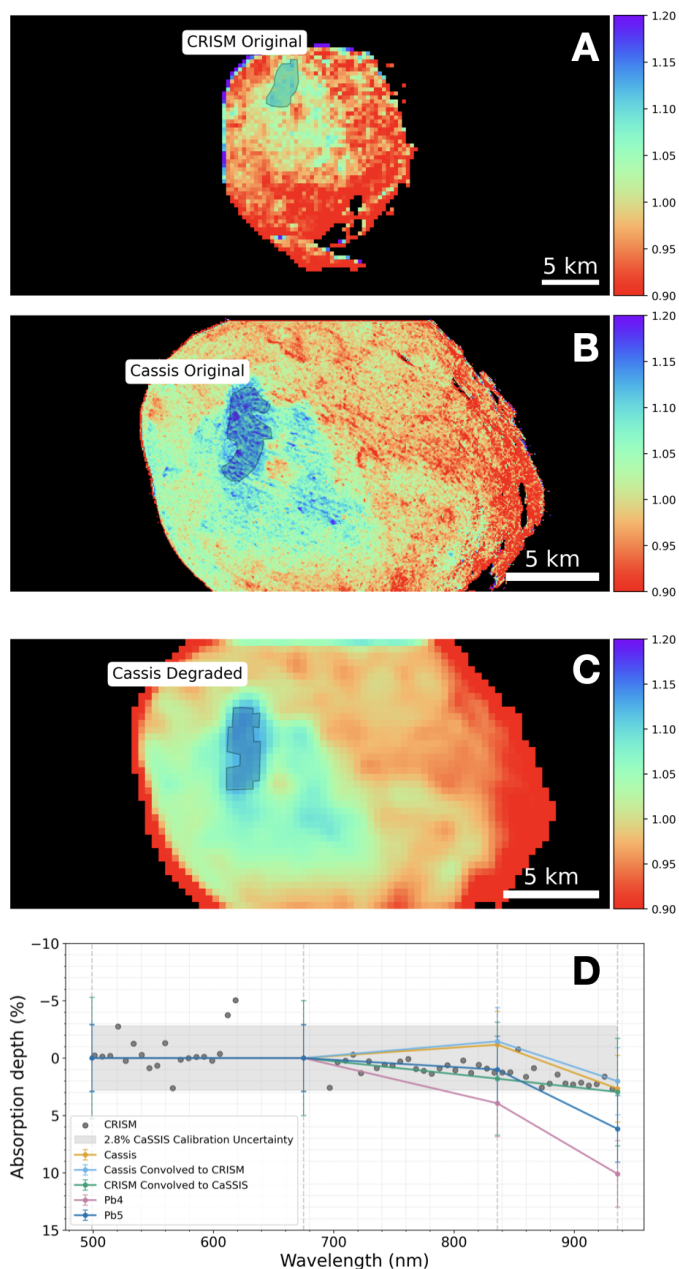 CRISM Original
A
5 km
1.20
1.15
1.10
1.05
1.00
0.95
0.90
Cassis Original
B
5 km
1.20
1.15
1.10
1.05
1.00
0.95
0.90
Cassis Degraded
C
5 km
1.20
1.15
1.10
1.05
1.00
0.95
0.90
D
Absorption depth (%)
−10
−5
0
5
10
15
CRISM
2.8% CaSSIS Calibration Uncertainty
Cassis
Cassis Convolved to CRISM
CRISM Convolved to CaSSIS
Pb4
Pb5
500
600
700
800
900
Wavelength (nm)